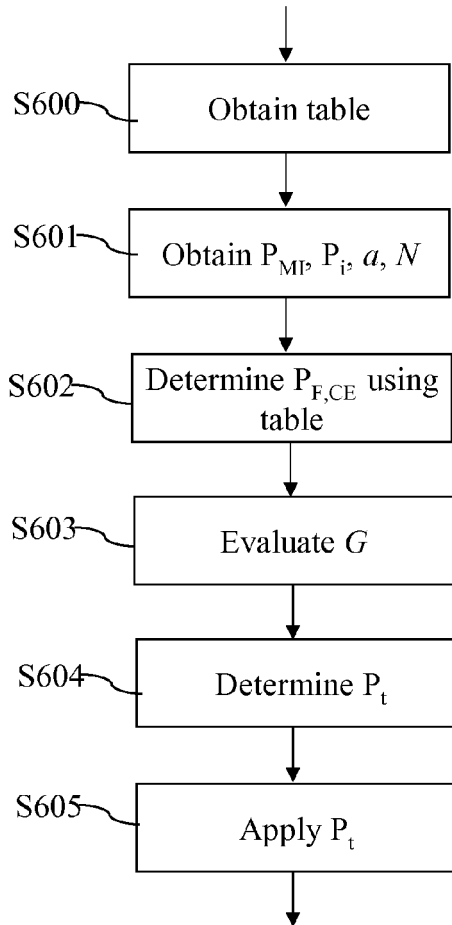 S600
Obtain table
S601
Obtain P_MI, P_i, a, N
S602
Determine P_F,CE using
table
S603
Evaluate G
S604
Determine P_t
S605
Apply P_t